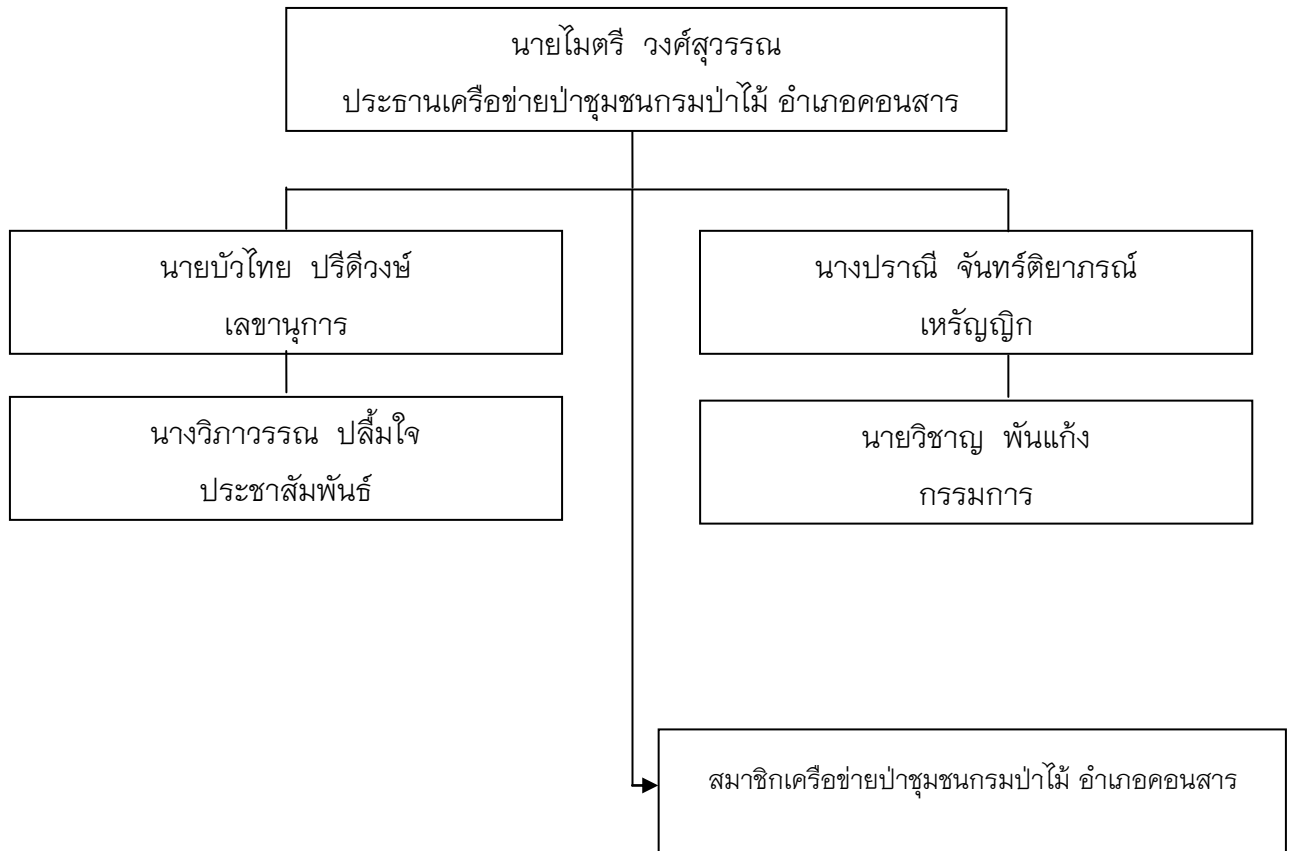 นายไมตรี วงศ์สุวรรณ
ประธานเครือข่ายป่าชุมชนกรมป่าไม้ อำเภอคอนสาร
นายบัวไทย ปรีดีวงษ์
เลขานุการ
นางปราณี จันทร์ติยาภรณ์
เหรัญญิก
นางวิภาวรรณ ปลื้มใจ
ประชาสัมพันธ์
นายวิชาญ พันแก้ง
กรรมการ
สมาชิกเครือข่ายป่าชุมชนกรมป่าไม้ อำเภอคอนสาร